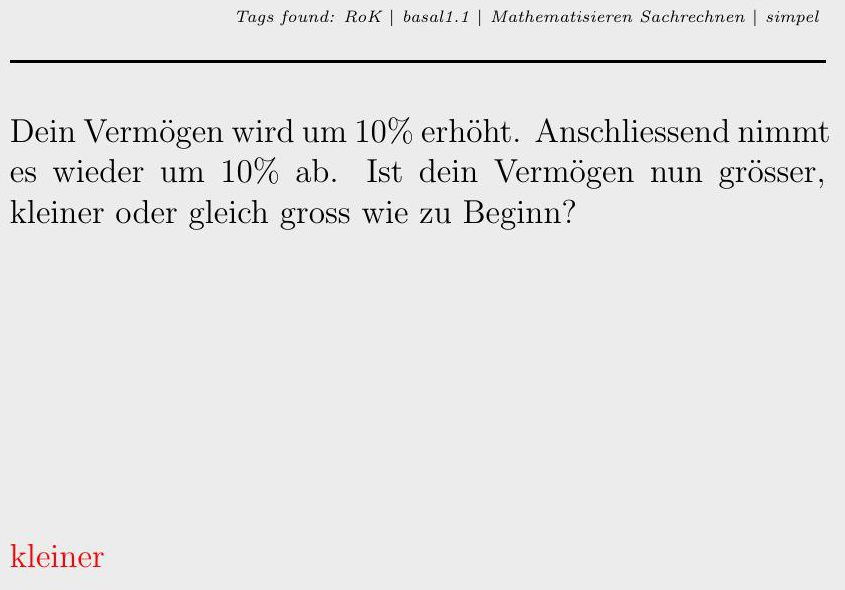 Tags found: RoK | basal1.1 | Mathematisieren Sachrechnen | simpel
Dein Vermögen wird um 10% erhöht. Anschliessend nimmt
es wieder um 10% ab. Ist dein Vermögen nun grösser,
kleiner oder gleich gross wie zu Beginn?
kleiner